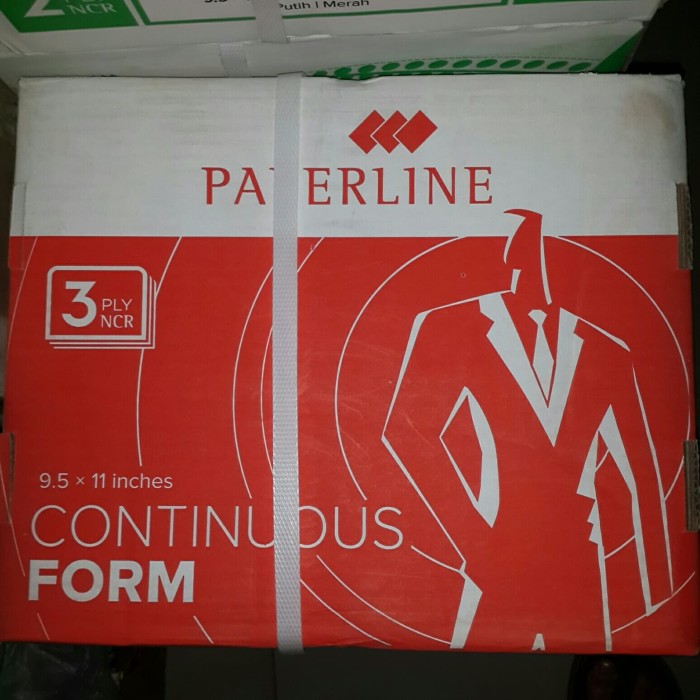 NCR
Putih | Merah
PAPERLINE
3 PLY
NCR
9.5 × 11 inches
CONTINUOUS
FORM